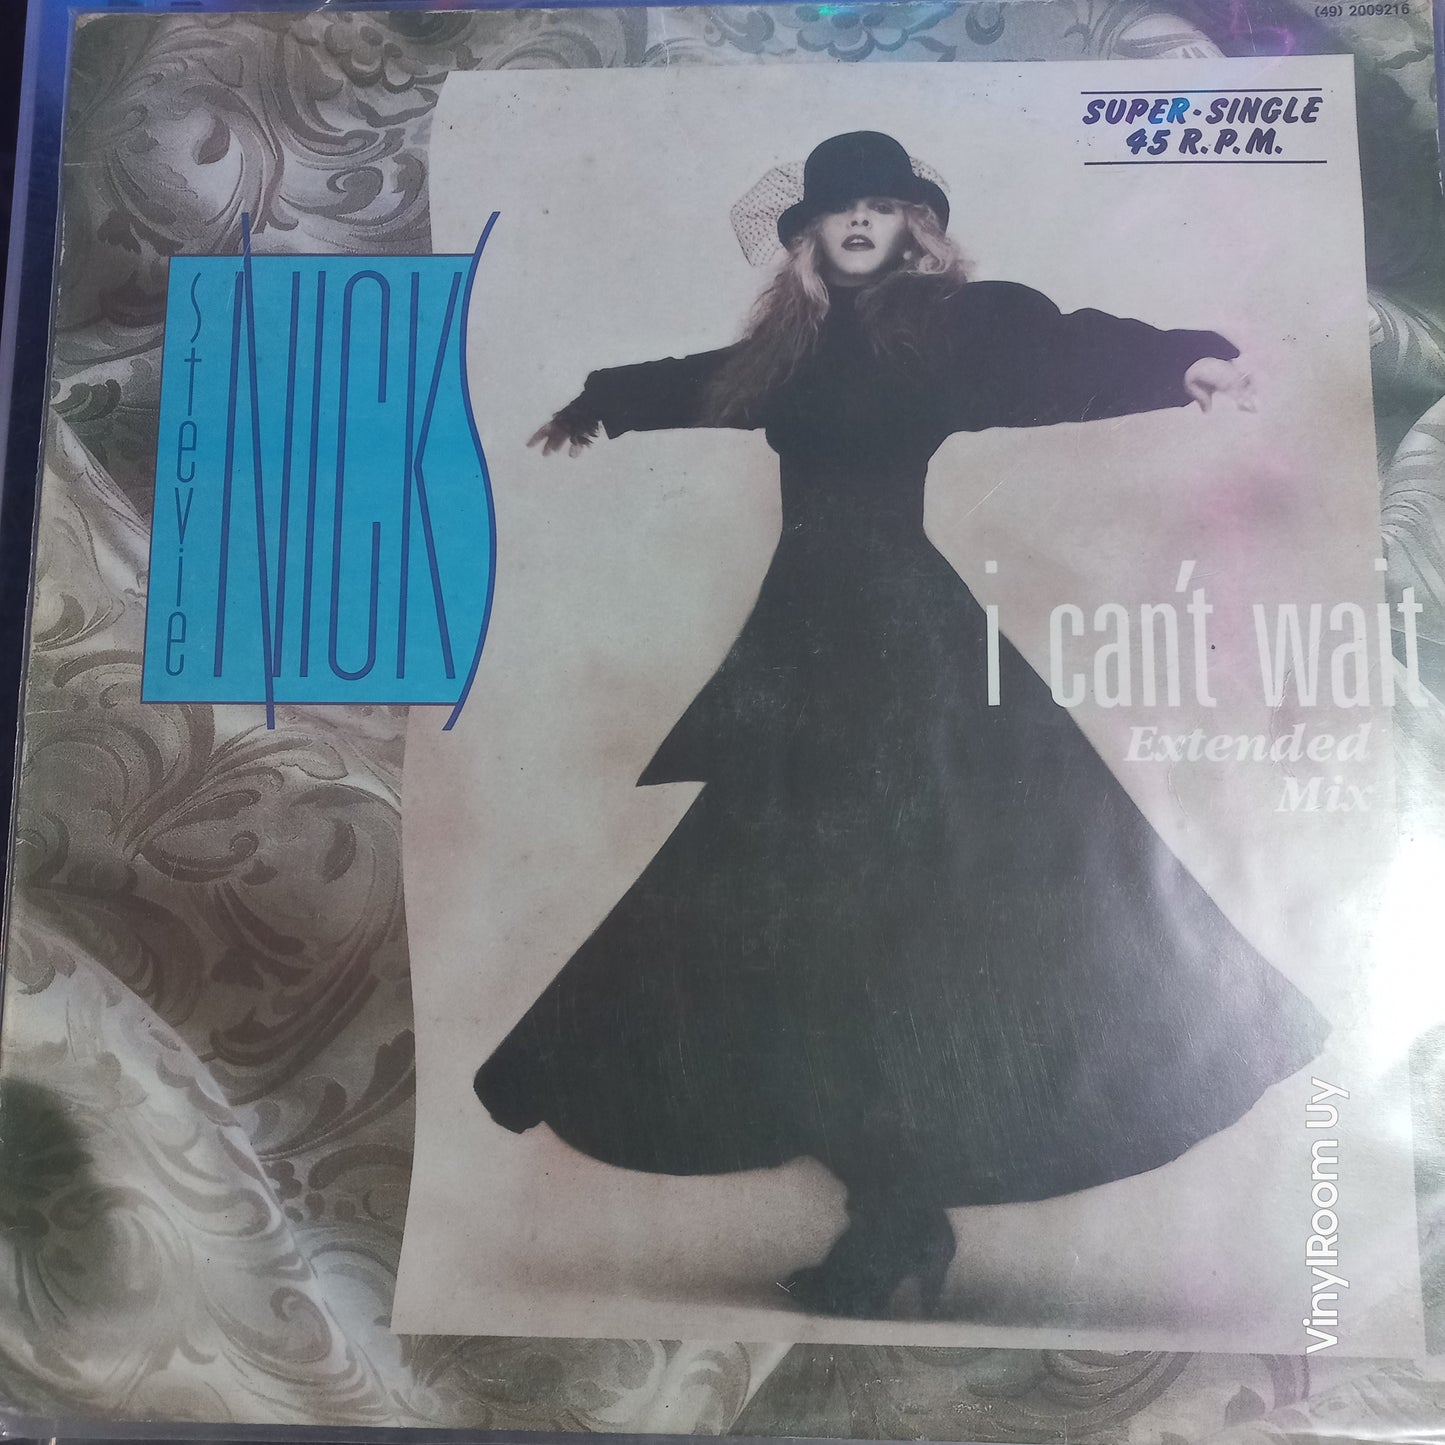 (49) 2009216
SUPER-SINGLE
45 R.P.M.
stevie
NICKS
i can't wait
Extended
Mix
VinylRoom Uy